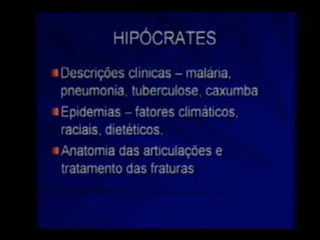 HIPÓCRATES
Descrições clínicas – malária,
pneumonia, tuberculose, caxumba
Epidemias – fatores climáticos,
raciais, dietéticos.
Anatomia das articulações e
tratamento das fraturas